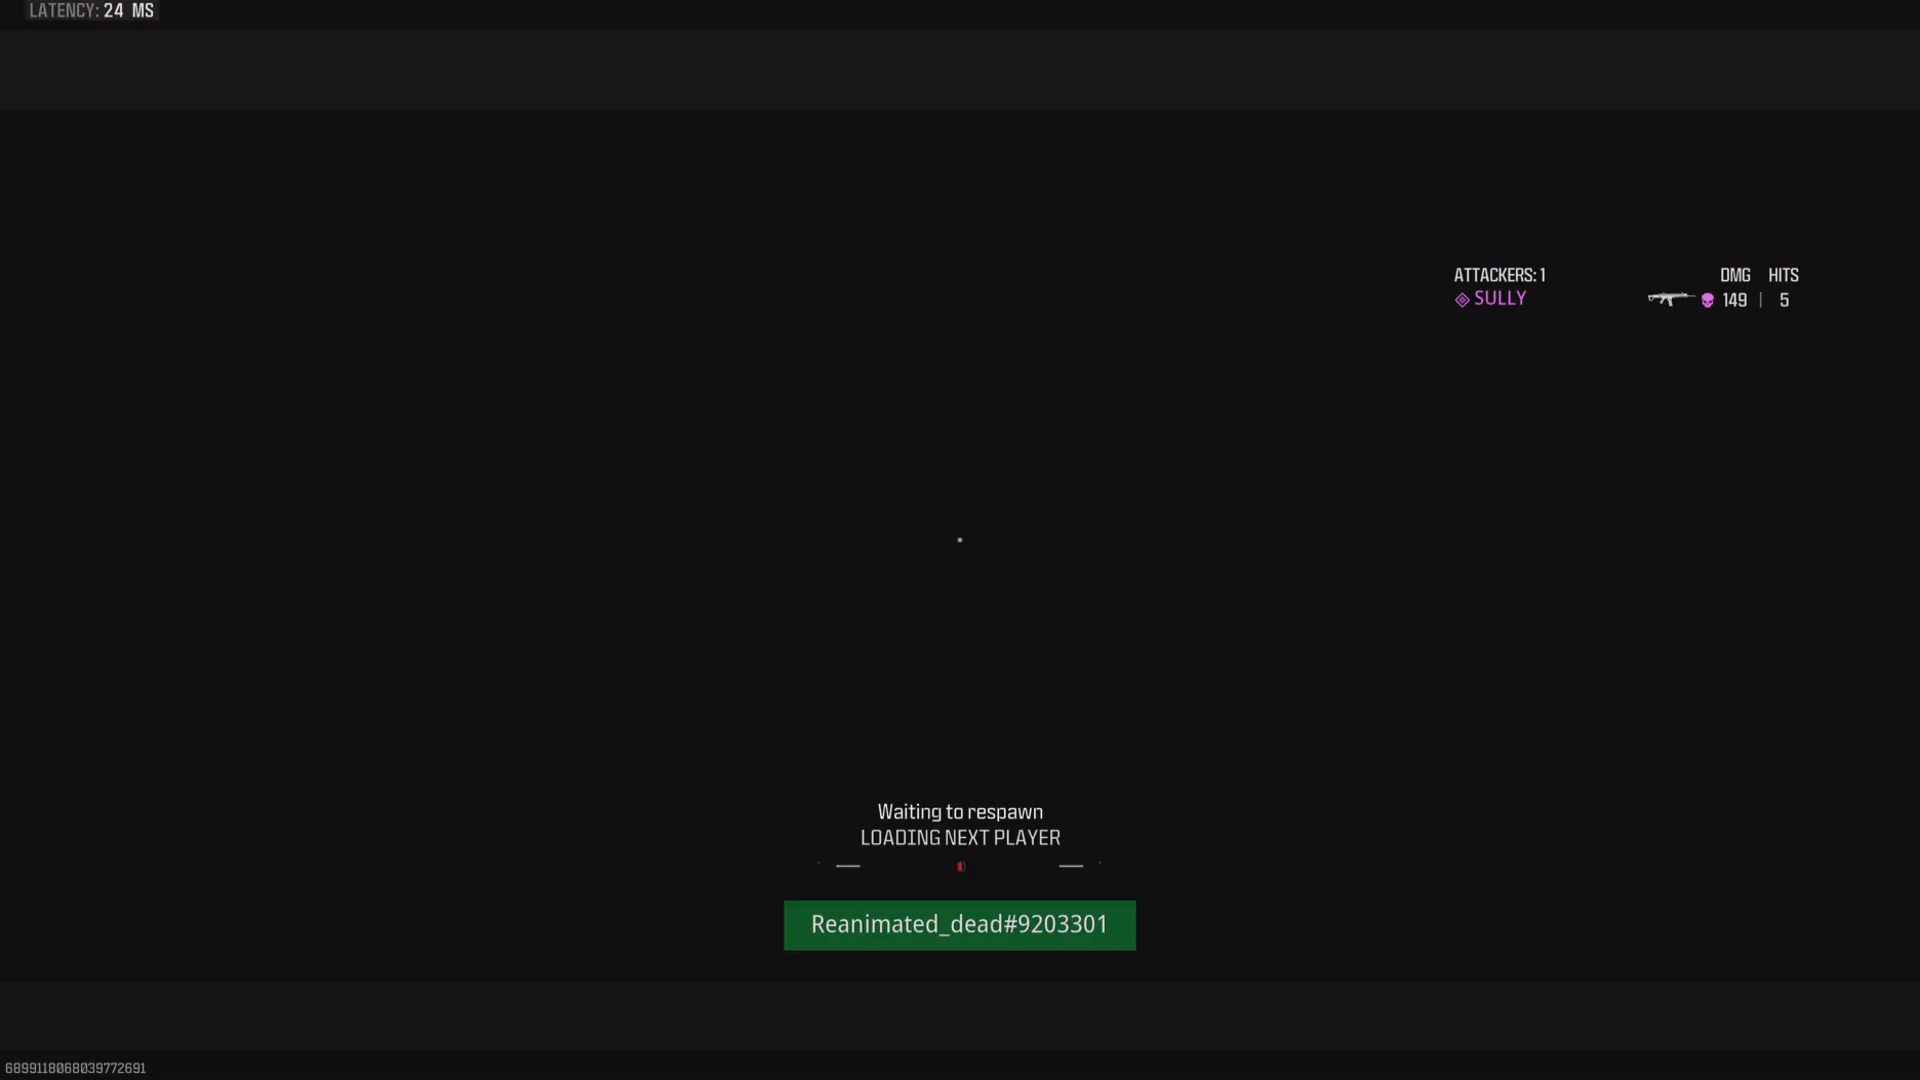 LATENCY: 24 MS
ATTACKERS: 1 DMG HITS
SULLY 149 | 5
Waiting to respawn
LOADING NEXT PLAYER
Reanimated_dead#9203301
6899118068039772691